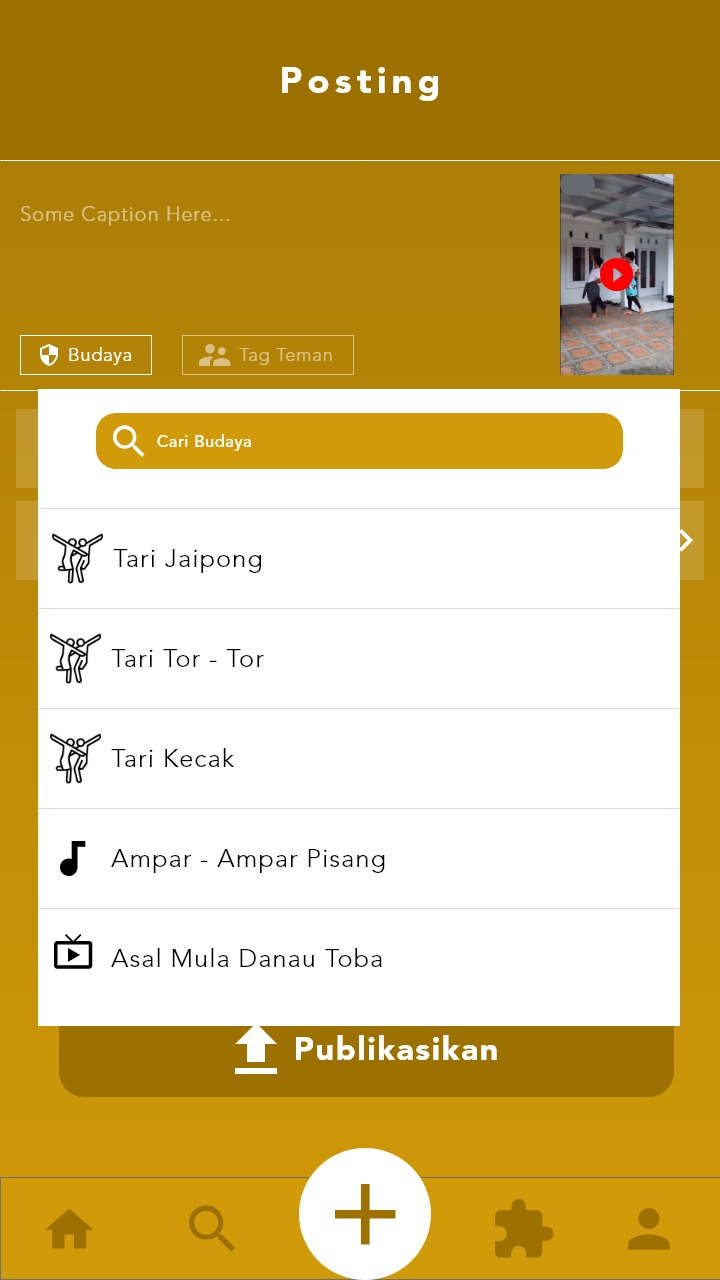 Posting
Some Caption Here...
Budaya
Tag Teman
Cari Budaya
Tari Jaipong
Tari Tor - Tor
Tari Kecak
Ampar - Ampar Pisang
Asal Mula Danau Toba
Publikasikan